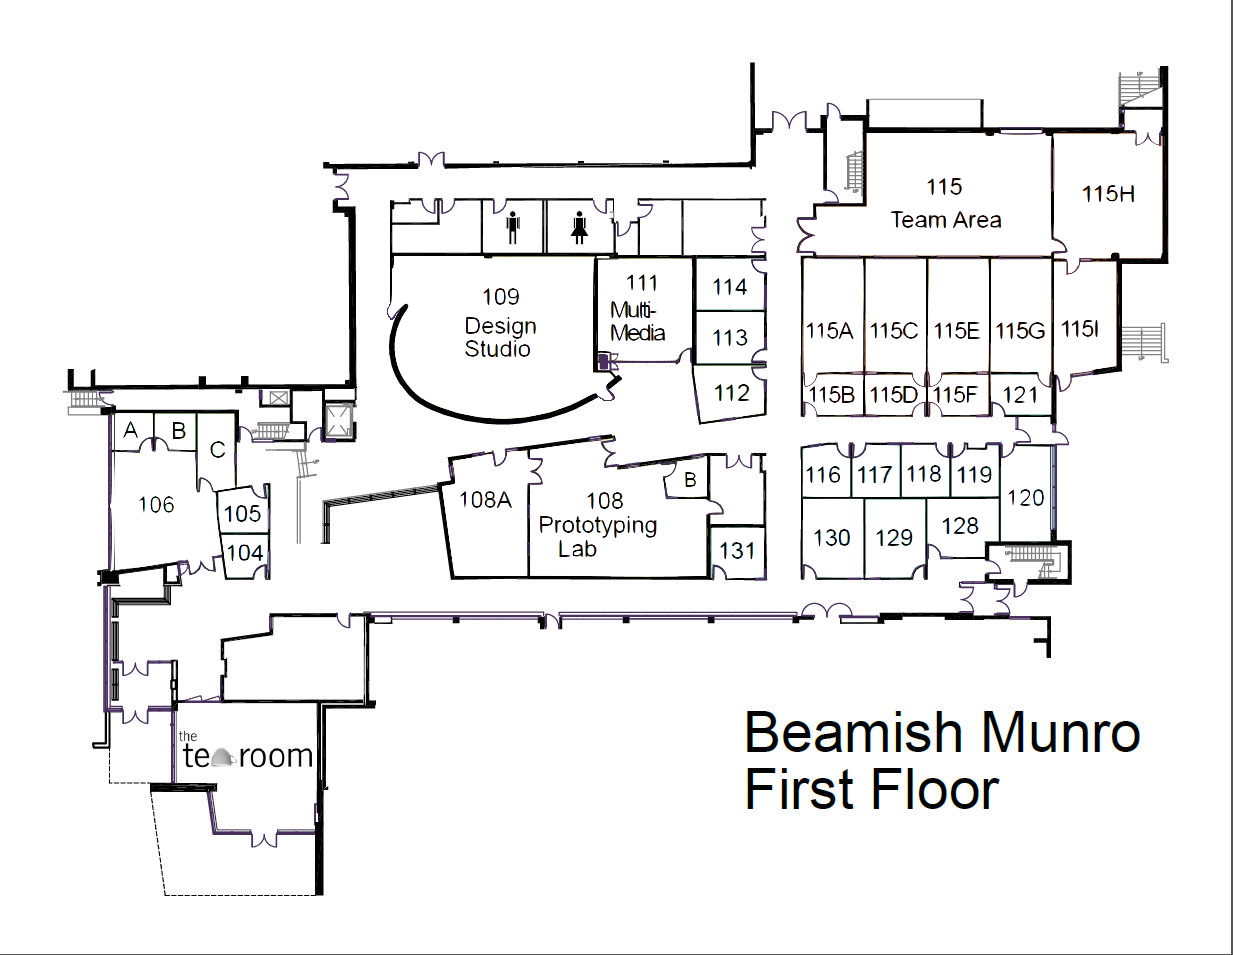 115
Team Area
115H
109
Design
Studio
111
Multi-
Media
114
113
112
115A
115C
115E
115G
115I
115B
115D
115F
121
A
B
C
106
105
104
108A
108
Prototyping
Lab
B
131
116
117
118
119
120
130
129
128
the
tea room
Beamish Munro
First Floor